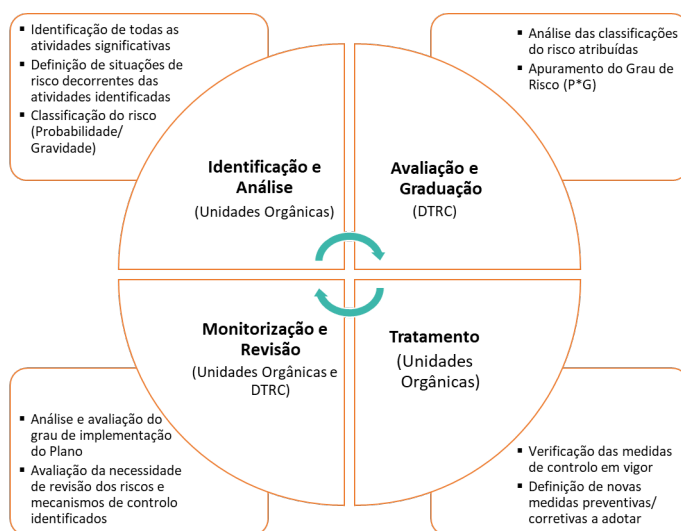 ▪ Identificação de todas as
atividades significativas
▪ Definição de situações de
risco decorrentes das
atividades identificadas
▪ Classificação do risco
(Probabilidade/
Gravidade)
▪ Análise das classificações
do risco atribuídas
▪ Apuramento do Grau de
Risco (P*G)
Identificação e
Análise
(Unidades Orgânicas)
Avaliação e
Graduação
(DTRC)
Monitorização e
Revisão
(Unidades Orgânicas e
DTRC)
Tratamento
(Unidades
Orgânicas)
▪ Análise e avaliação do
grau de implementação
do Plano
▪ Avaliação da necessidade
de revisão dos riscos e
mecanismos de controlo
identificados
▪ Verificação das medidas
de controlo em vigor
▪ Definição de novas
medidas preventivas/
corretivas a adotar